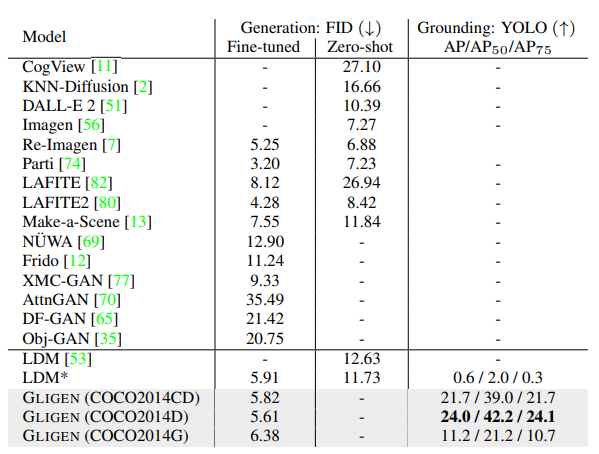 Model Generation: FID (↓) Grounding: YOLO (↑)
Fine-tuned Zero-shot AP/AP50/AP75
CogView [11] - 27.10 -
KNN-Diffusion [2] - 16.66 -
DALL-E 2 [51] - 10.39 -
Imagen [56] - 7.27 -
Re-Imagen [7] 5.25 6.88 -
Parti [74] 3.20 7.23 -
LAFITE [82] 8.12 26.94 -
LAFITE2 [80] 4.28 8.42 -
Make-a-Scene [13] 7.55 11.84 -
NÜWA [69] 12.90 - -
Frido [12] 11.24 - -
XMC-GAN [77] 9.33 - -
AttnGAN [70] 35.49 - -
DF-GAN [65] 21.42 - -
Obj-GAN [35] 20.75 - -
LDM [53] - 12.63 -
LDM* 5.91 11.73 0.6 / 2.0 / 0.3
GLIGEN (COCO2014CD) 5.82 - 21.7 / 39.0 / 21.7
GLIGEN (COCO2014D) 5.61 - 24.0 / 42.2 / 24.1
GLIGEN (COCO2014G) 6.38 - 11.2 / 21.2 / 10.7